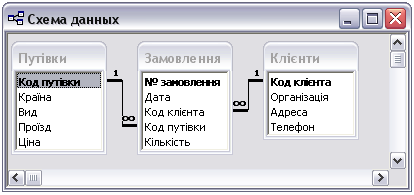 Схема данных
Путівки
Код путівки
Країна
Вид
Проїзд
Ціна
1
∞
Замовлення
№ замовлення
Дата
Код клієнта
Код путівки
Кількість
1
∞
Клієнти
Код клієнта
Організація
Адреса
Телефон